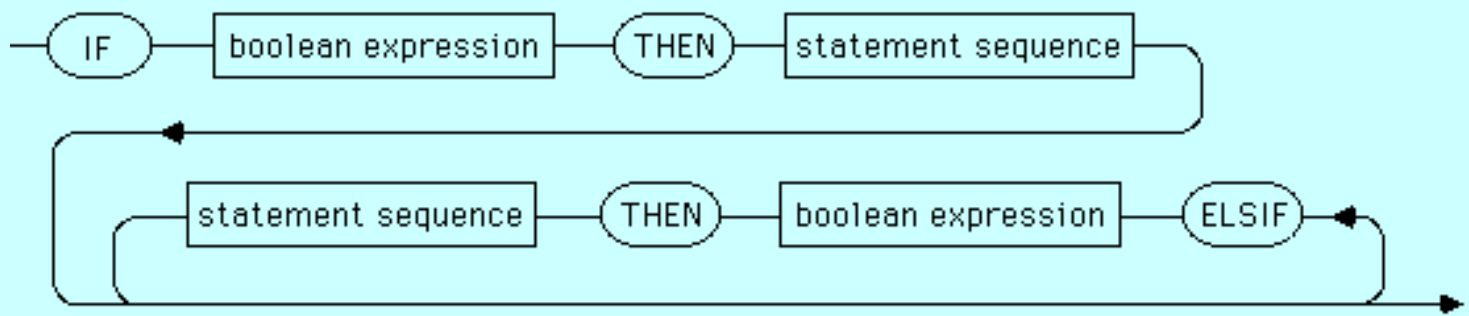 IF boolean expression THEN statement sequence
statement sequence THEN boolean expression ELSIF